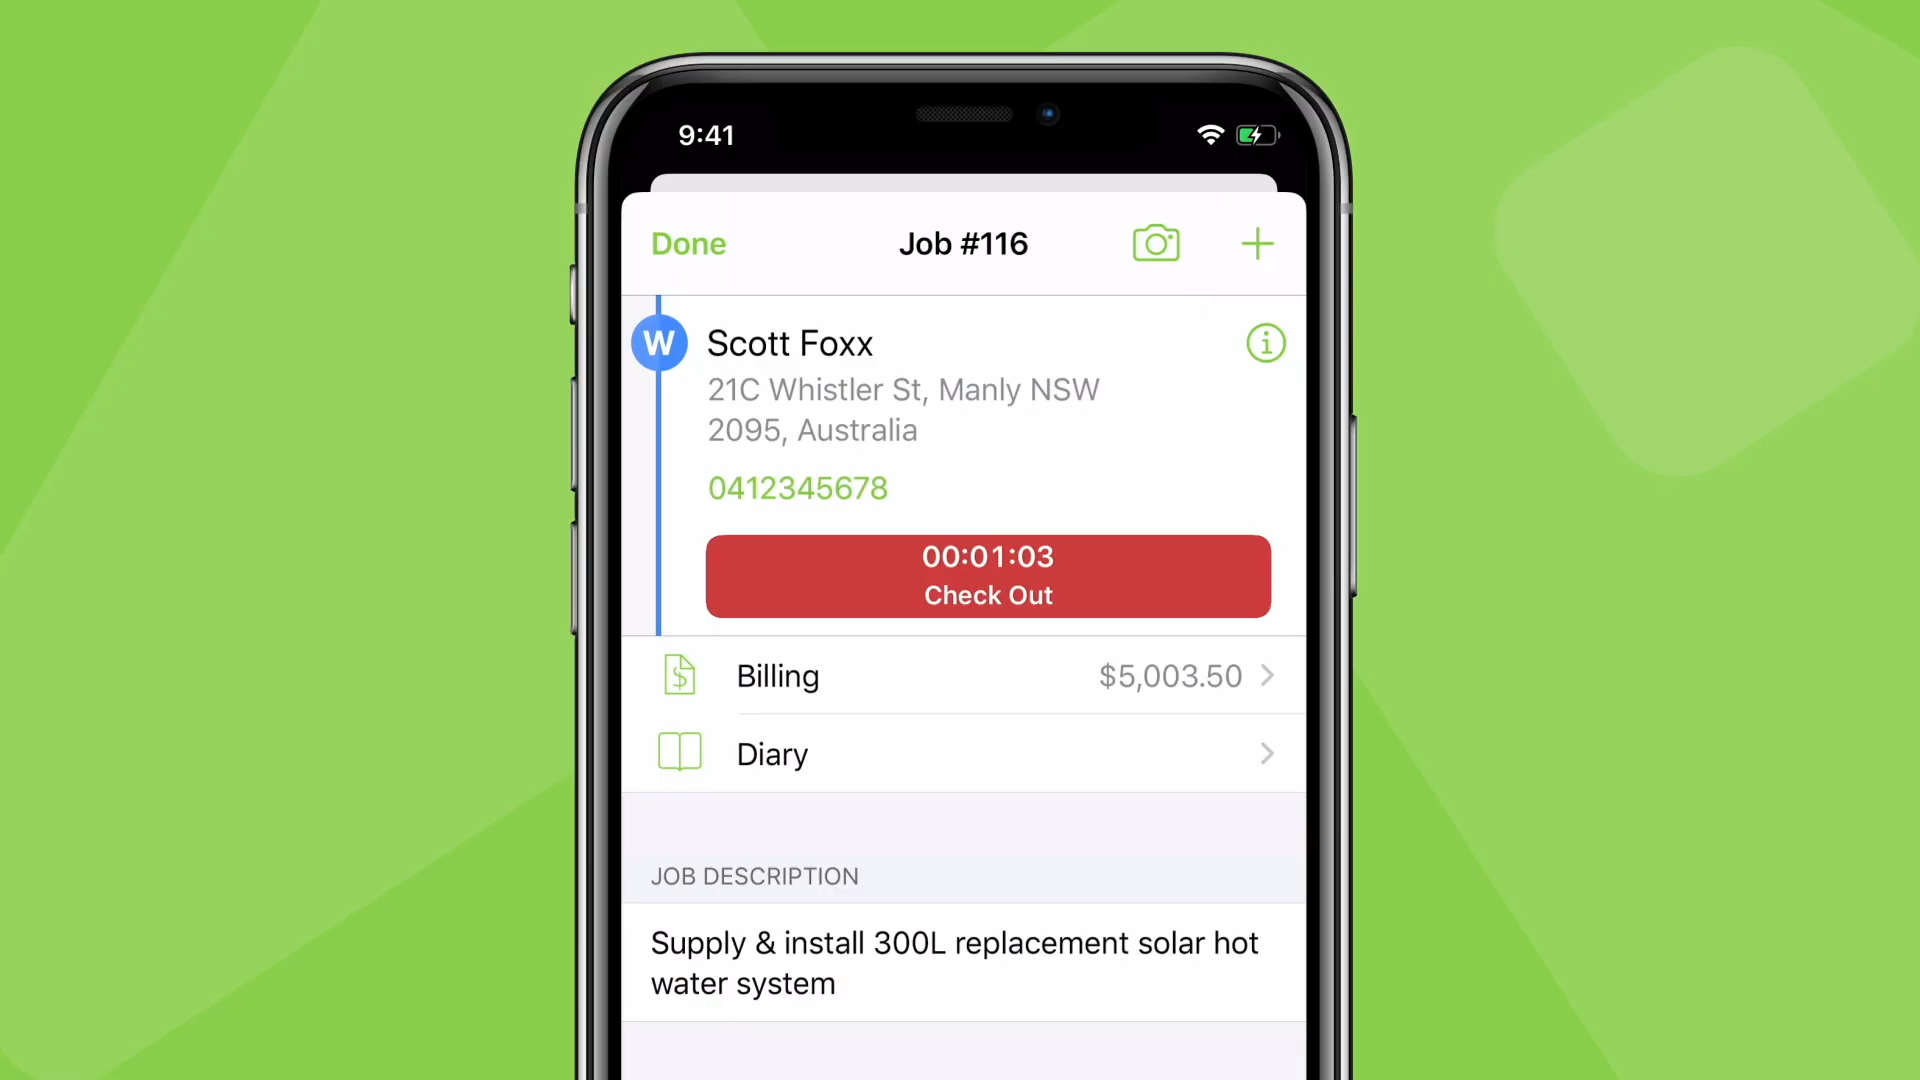 9:41
Done
Job #116
W
Scott Foxx
21C Whistler St, Manly NSW
2095, Australia
0412345678
00:01:03
Check Out
Billing
$5,003.50
Diary
JOB DESCRIPTION
Supply & install 300L replacement solar hot
water system